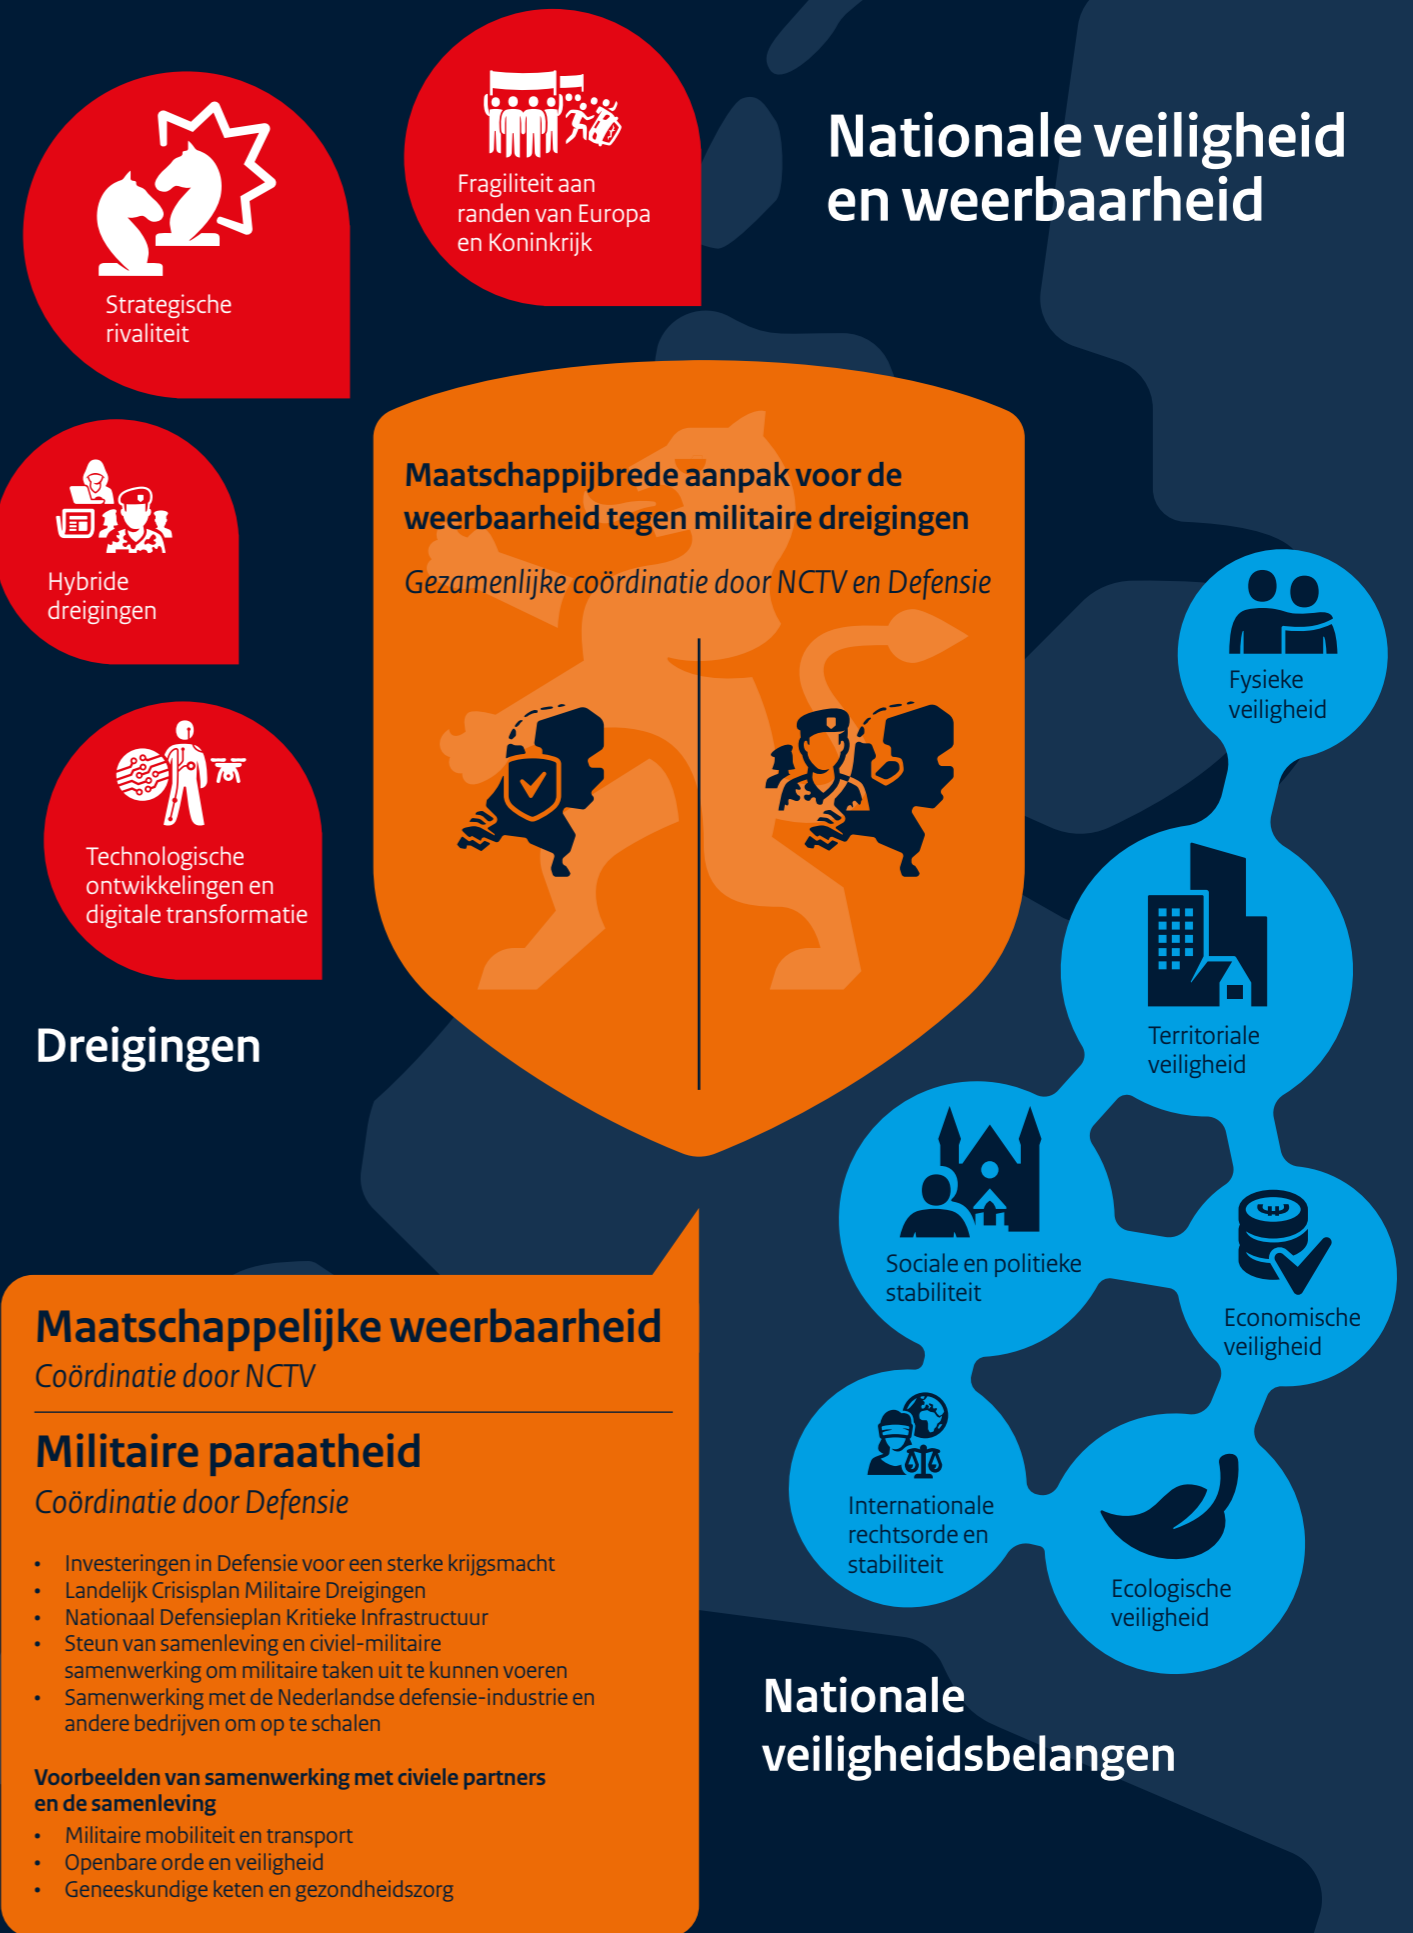 Nationale veiligheid
en weerbaarheid
Strategische
rivaliteit
Fragiliteit aan
randen van Europa
en Koninkrijk
Hybride
dreigingen
Technologische
ontwikkelingen en
digitale transformatie
Dreigingen
Maatschappijbrede aanpak voor de
weerbaarheid tegen militaire dreigingen
Gezamenlijke coördinatie door NCTV en Defensie
Fysieke
veiligheid
Territoriale
veiligheid
Sociale en politieke
stabiliteit
Economische
veiligheid
Internationale
rechtsorde en
stabiliteit
Ecologische
veiligheid
Nationale
veiligheidsbelangen
Maatschappelijke weerbaarheid
Coördinatie door NCTV
Militaire paraatheid
Coördinatie door Defensie
• Investeringen in Defensie voor een sterke krijgsmacht
• Landelijk Crisisplan Militaire Dreigingen
• Nationaal Defensieplan Kritieke Infrastructuur
• Steun van samenleving en civiel-militaire
samenwerking om militaire taken uit te kunnen voeren
• Samenwerking met de Nederlandse defensie-industrie en
andere bedrijven om op te schalen
Voorbeelden van samenwerking met civiele partners
en de samenleving
• Militaire mobiliteit en transport
• Openbare orde en veiligheid
• Geneeskundige keten en gezondheidszorg